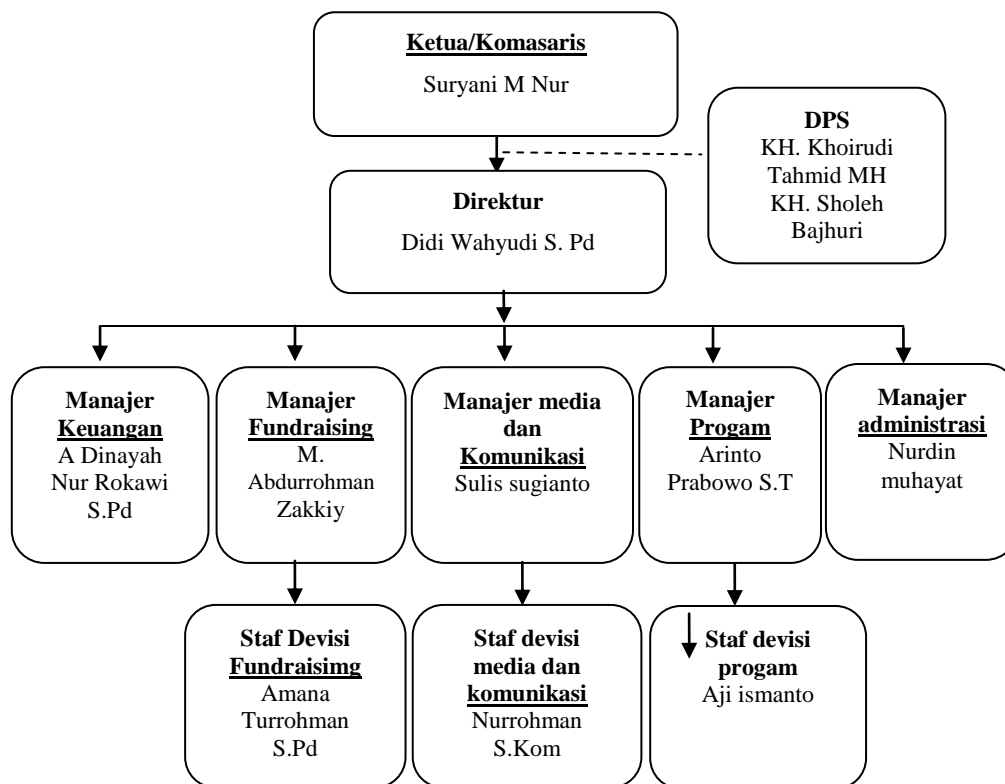 Ketua/Komasaris
Suryani M Nur
DPS
KH. Khoirudi
Tahmid MH
KH. Sholeh
Bajhuri
Direktur
Didi Wahyudi S. Pd
Manajer
Keuangan
A Dinayah
Nur Rokawi
S.Pd
Manajer
Fundraising
M.
Abdurrohman
Zakkiy
Manajer media
dan
Komunikasi
Sulis sugianto
Manajer
Progam
Arinto
Prabowo S.T
Manajer
administrasi
Nurdin
muhayat
Staf Devisi
Fundraisimg
Amana
Turrohman
S.Pd
Staf devisi
media dan
komunikasi
Nurrohman
S.Kom
Staf devisi
progam
Aji ismanto